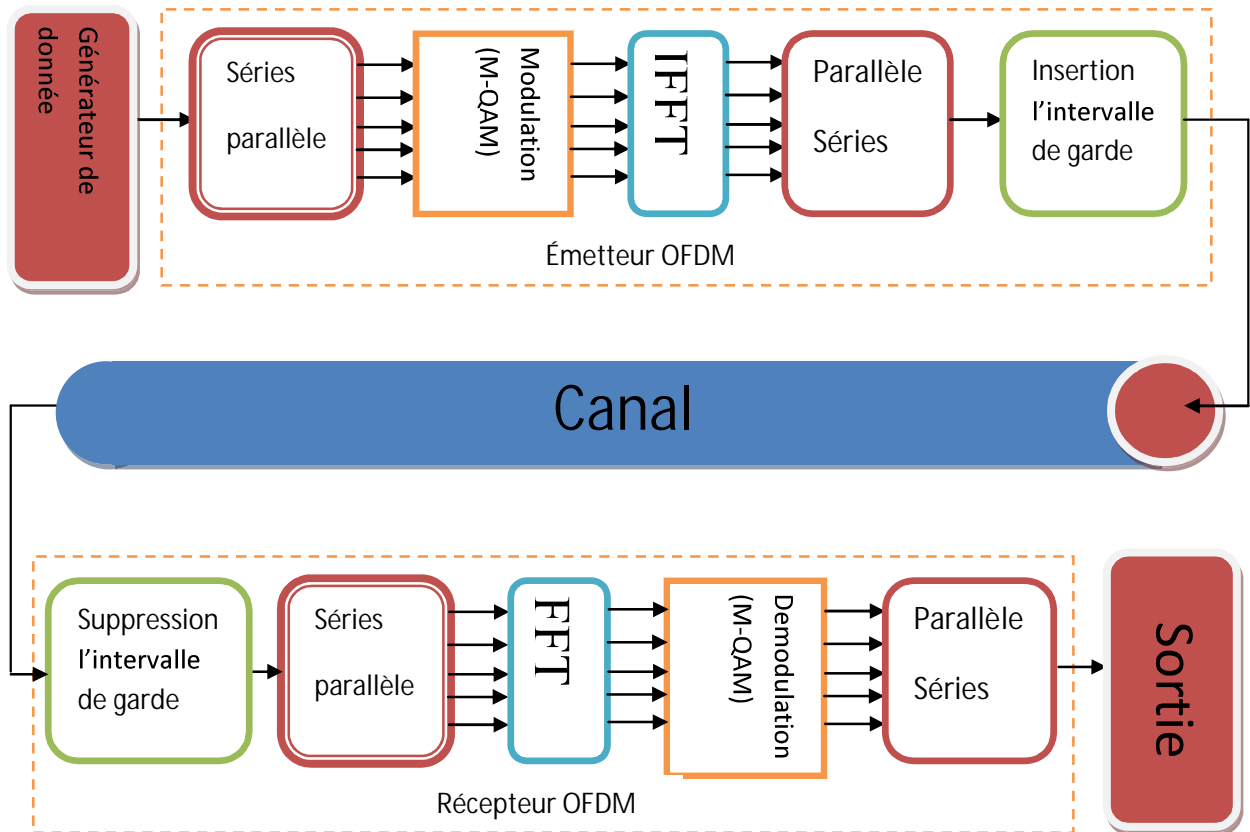 Générateur de
donnée
Séries
parallèle
Modulation
(M-QAM)
IFFT
Parallèle
Séries
Insertion
l'intervalle
de garde
Émetteur OFDM
Canal
Suppression
l'intervalle
de garde
Séries
parallèle
FFT
Demodulation
(M-QAM)
Parallèle
Séries
Sortie
Récepteur OFDM